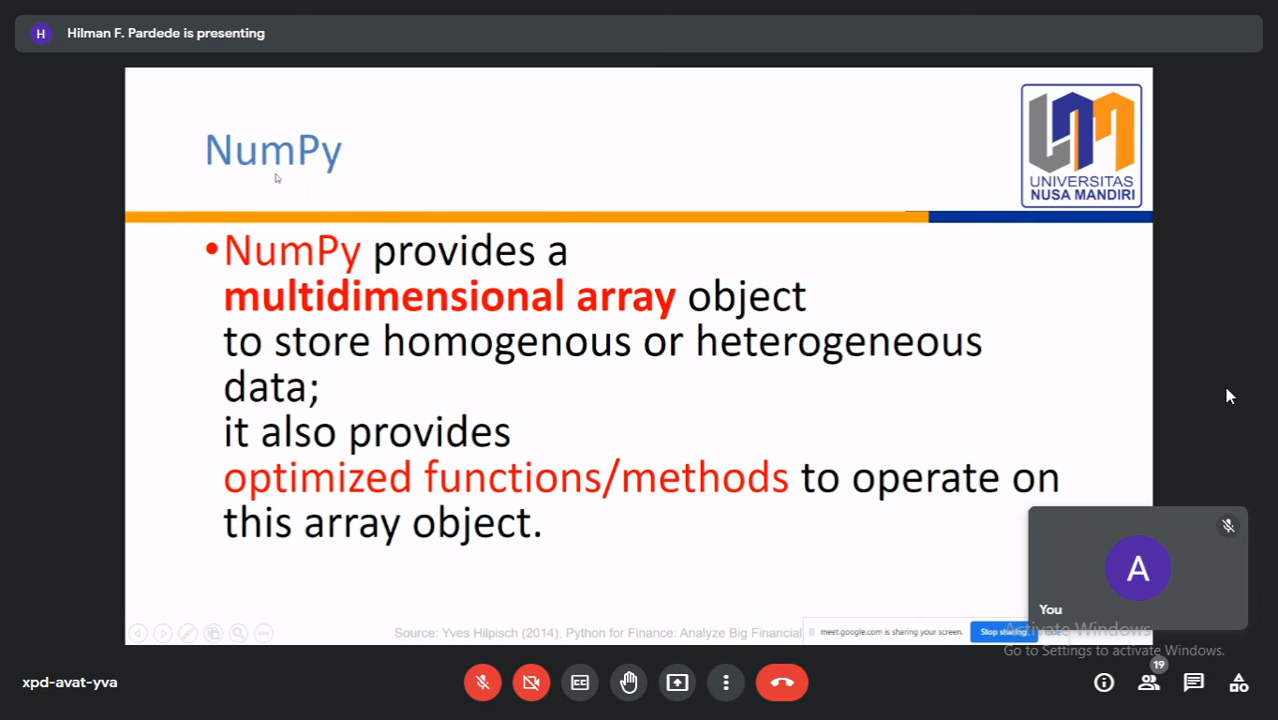 H Hilman F. Pardede is presenting
NumPy
UNIVERSITAS
NUSA MANDIRI
•NumPy provides a
multidimensional array object
to store homogenous or heterogeneous
data;
it also provides
optimized functions/methods to operate on
this array object.
A
You
Source: Yves Hilpisch (2014), Python for Finance: Analyze Big Financial
meet.google.com is sharing your screen. Stop sharing
Activate Windows
Go to Settings to activate Windows.
xpd-avat-yva
CC
19